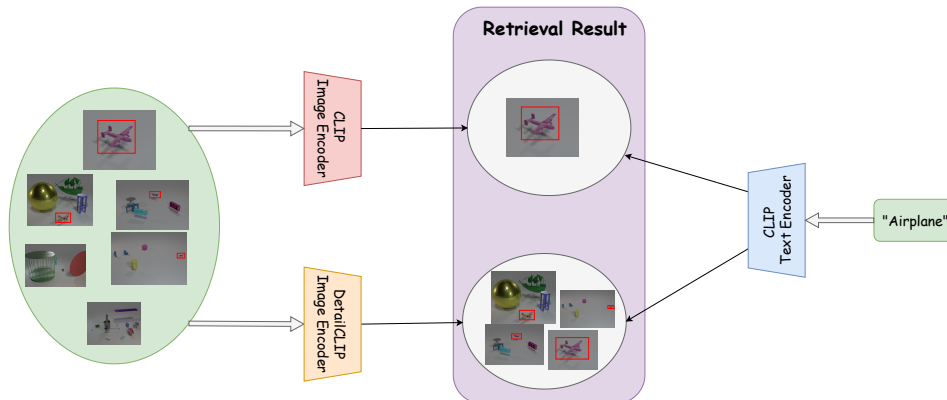 Retrieval Result
CLIP
Image Encoder
DetailCLIP
Image Encoder
CLIP
Text Encoder
"Airplane"